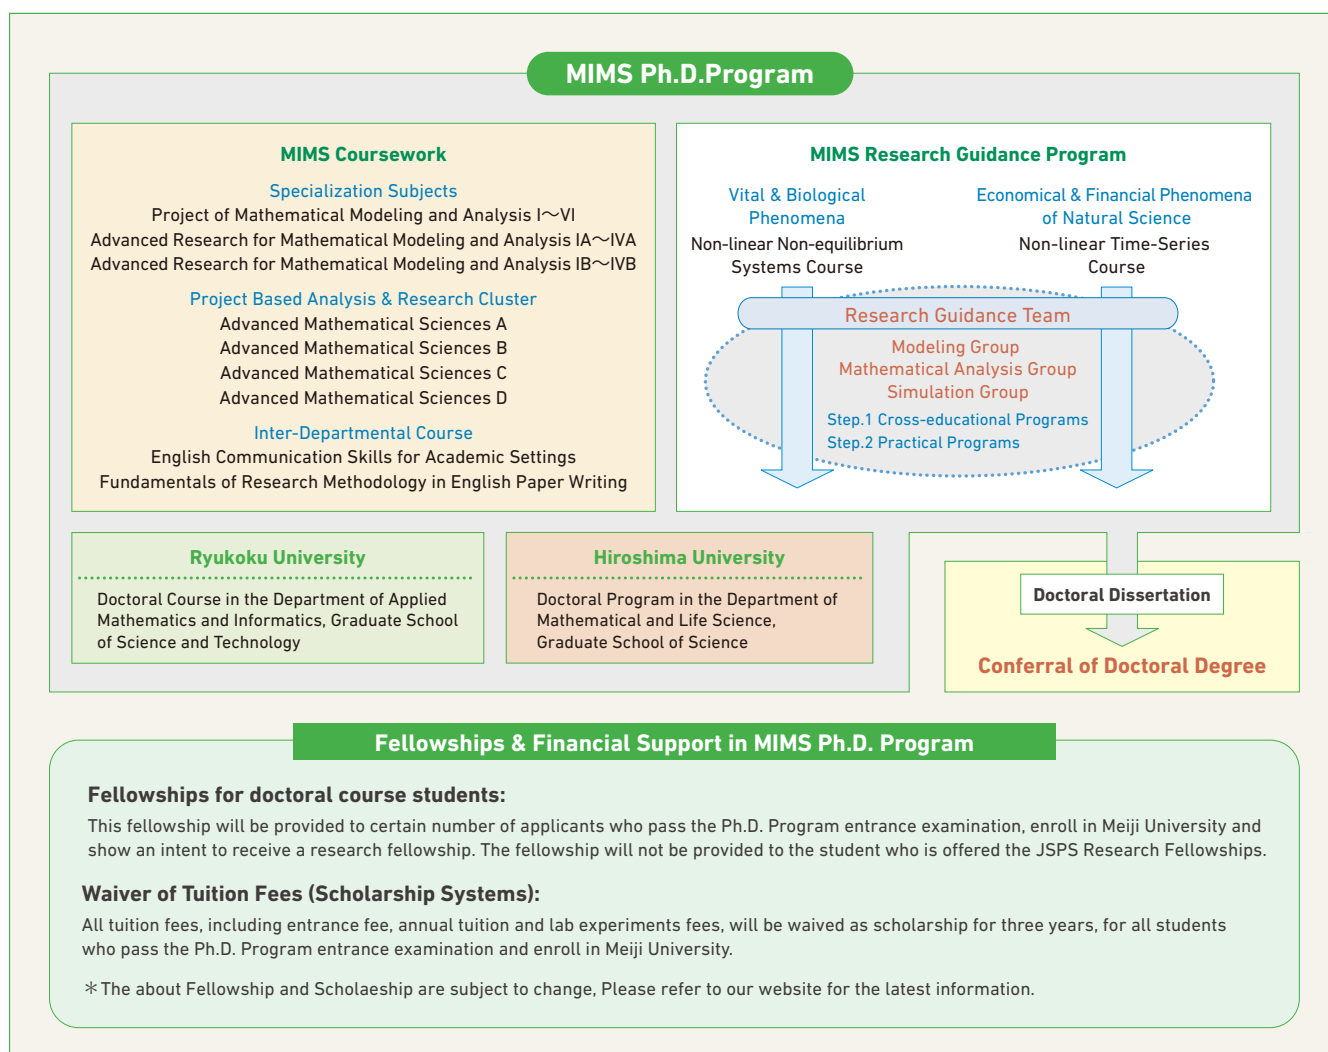 MIMS Ph.D.Program
MIMS Coursework
Specialization Subjects
Project of Mathematical Modeling and Analysis I〜VI
Advanced Research for Mathematical Modeling and Analysis IA〜IVA
Advanced Research for Mathematical Modeling and Analysis IB〜IVB
Project Based Analysis & Research Cluster
Advanced Mathematical Sciences A
Advanced Mathematical Sciences B
Advanced Mathematical Sciences C
Advanced Mathematical Sciences D
Inter-Departmental Course
English Communication Skills for Academic Settings
Fundamentals of Research Methodology in English Paper Writing
MIMS Research Guidance Program
Vital & Biological
Phenomena
Non-linear Non-equilibrium
Systems Course
Economical & Financial Phenomena
of Natural Science
Non-linear Time-Series
Course
Research Guidance Team
Modeling Group
Mathematical Analysis Group
Simulation Group
Step.1 Cross-educational Programs
Step.2 Practical Programs
Ryukoku University
Doctoral Course in the Department of Applied
Mathematics and Informatics, Graduate School
of Science and Technology
Hiroshima University
Doctoral Program in the Department of
Mathematical and Life Science,
Graduate School of Science
Doctoral Dissertation
Conferral of Doctoral Degree
Fellowships & Financial Support in MIMS Ph.D. Program
Fellowships for doctoral course students:
This fellowship will be provided to certain number of applicants who pass the Ph.D. Program entrance examination, enroll in Meiji University and
show an intent to receive a research fellowship. The fellowship will not be provided to the student who is offered the JSPS Research Fellowships.
Waiver of Tuition Fees (Scholarship Systems):
All tuition fees, including entrance fee, annual tuition and lab experiments fees, will be waived as scholarship for three years, for all students
who pass the Ph.D. Program entrance examination and enroll in Meiji University.
＊The about Fellowship and Scholaeship are subject to change, Please refer to our website for the latest information.